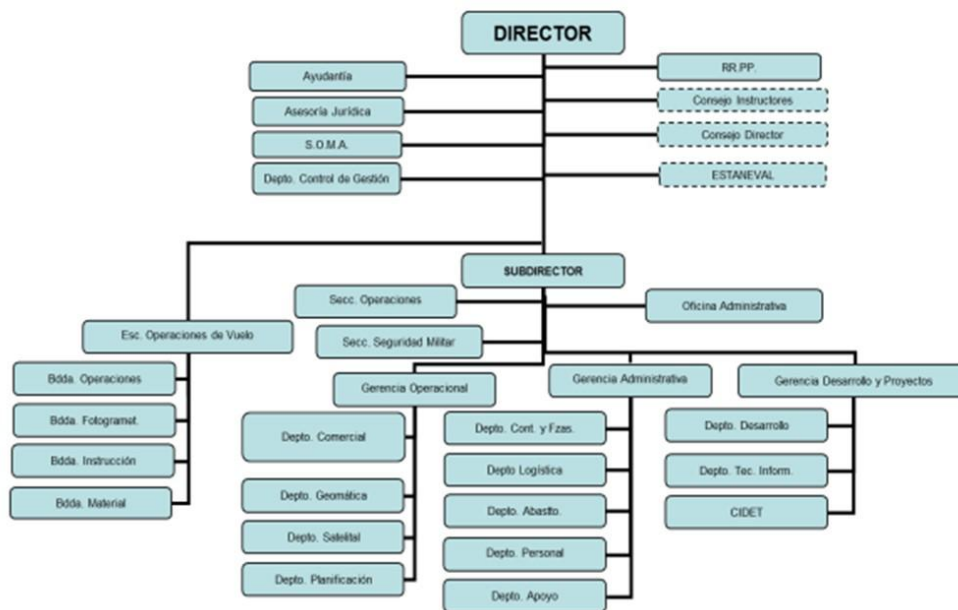 DIRECTOR
Ayudantía
RR.PP.
Asesoría Jurídica
Consejo Instructores
S.O.M.A.
Consejo Director
Depto. Control de Gestión
ESTANEVAL
SUBDIRECTOR
Secc. Operaciones
Oficina Administrativa
Esc. Operaciones de Vuelo
Secc. Seguridad Militar
Gerencia Operacional
Gerencia Administrativa
Gerencia Desarrollo y Proyectos
Bdda. Operaciones
Bdda. Fotogramet.
Bdda. Instrucción
Bdda. Material
Depto. Comercial
Depto. Geomática
Depto. Satelital
Depto. Planificación
Depto. Cont. y Fzas.
Depto Logística
Depto. Abastto.
Depto. Personal
Depto. Apoyo
Depto. Desarrollo
Depto. Tec. Inform.
CIDET